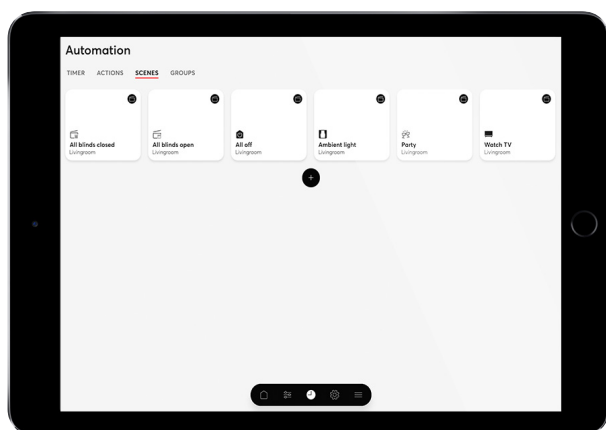 Automation
TIMER ACTIONS SCENES GROUPS
All blinds closed
Livingroom
All blinds open
Livingroom
All off
Livingroom
Ambient light
Livingroom
Party
Livingroom
Watch TV
Livingroom